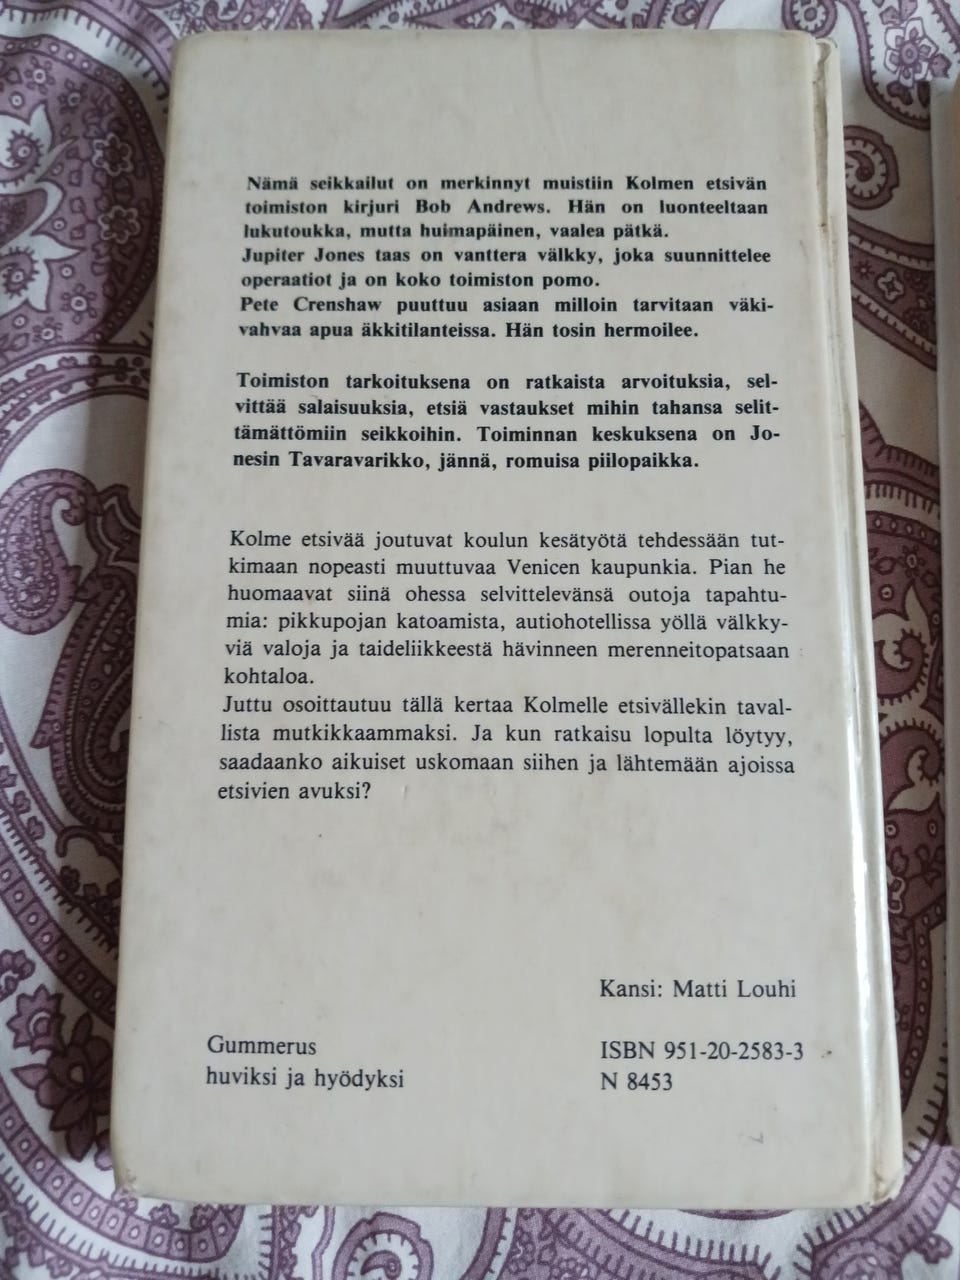 Nämä seikkailut on merkinnyt muistiin Kolmen etsivän
toimiston kirjuri Bob Andrews. Hän on luonteeltaan
lukutoukka, mutta huimapäinen, vaalea pätkä.
Jupiter Jones taas on vanttera välkky, joka suunnittelee
operaatiot ja on koko toimiston pomo.
Pete Crenshaw puuttuu asiaan milloin tarvitaan väki-
vahvaa apua äkkitilanteissa. Hän tosin hermoilee.
Toimiston tarkoituksena on ratkaista arvoituksia, sel-
vittää salaisuuksia, etsiä vastaukset mihin tahansa selit-
tämättömiin seikkoihin. Toiminnan keskuksena on Jo-
nesin Tavaravarikko, jännä, romuisa piilopaikka.
Kolme etsivää joutuvat koulun kesätyötä tehdessään tut-
kimaan nopeasti muuttuvaa Venicen kaupunkia. Pian he
huomaavat siinä ohessa selvittelevänsä outoja tapahtu-
mia: pikkupojan katoamista, autiohotellissa yöllä välkky-
viä valoja ja taideliikkeestä hävinneen merenneitopatsaan
kohtaloa.
Juttu osoittautuu tällä kertaa Kolmelle etsivällekin taval-
lista mutkikkaammaksi. Ja kun ratkaisu lopulta löytyy,
saadaanko aikuiset uskomaan siihen ja lähtemään ajoissa
etsivien avuksi?
Kansi: Matti Louhi
Gummerus
huviksi ja hyödyksi
ISBN 951-20-2583-3
N 8453